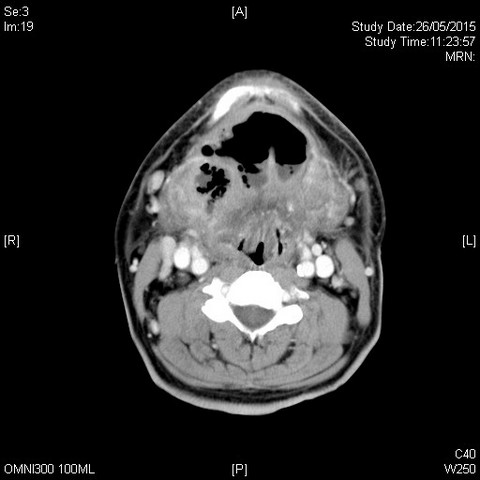 Se:3
Im:19
[A]
Study Date:26/05/2015
Study Time:11:23:57
MRN:
[R]
[L]
OMNI300 100ML
[P]
C40
W250